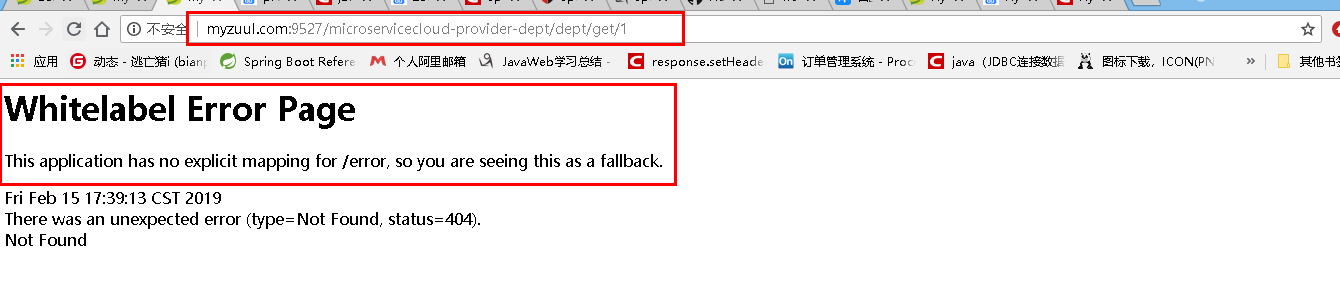 不安全 | myzuul.com:9527/microservicecloud-provider-dept/dept/get/1
应用 动态 - 逃亡猪i (bianp Spring Boot Refere 个人阿里邮箱 JavaWeb学习总结 - response.setHeade On 订单管理系统 - Proc java（JDBC连接数据 图标下载，ICON(PN » 其他书签
Whitelabel Error Page
This application has no explicit mapping for /error, so you are seeing this as a fallback.
Fri Feb 15 17:39:13 CST 2019
There was an unexpected error (type=Not Found, status=404).
Not Found